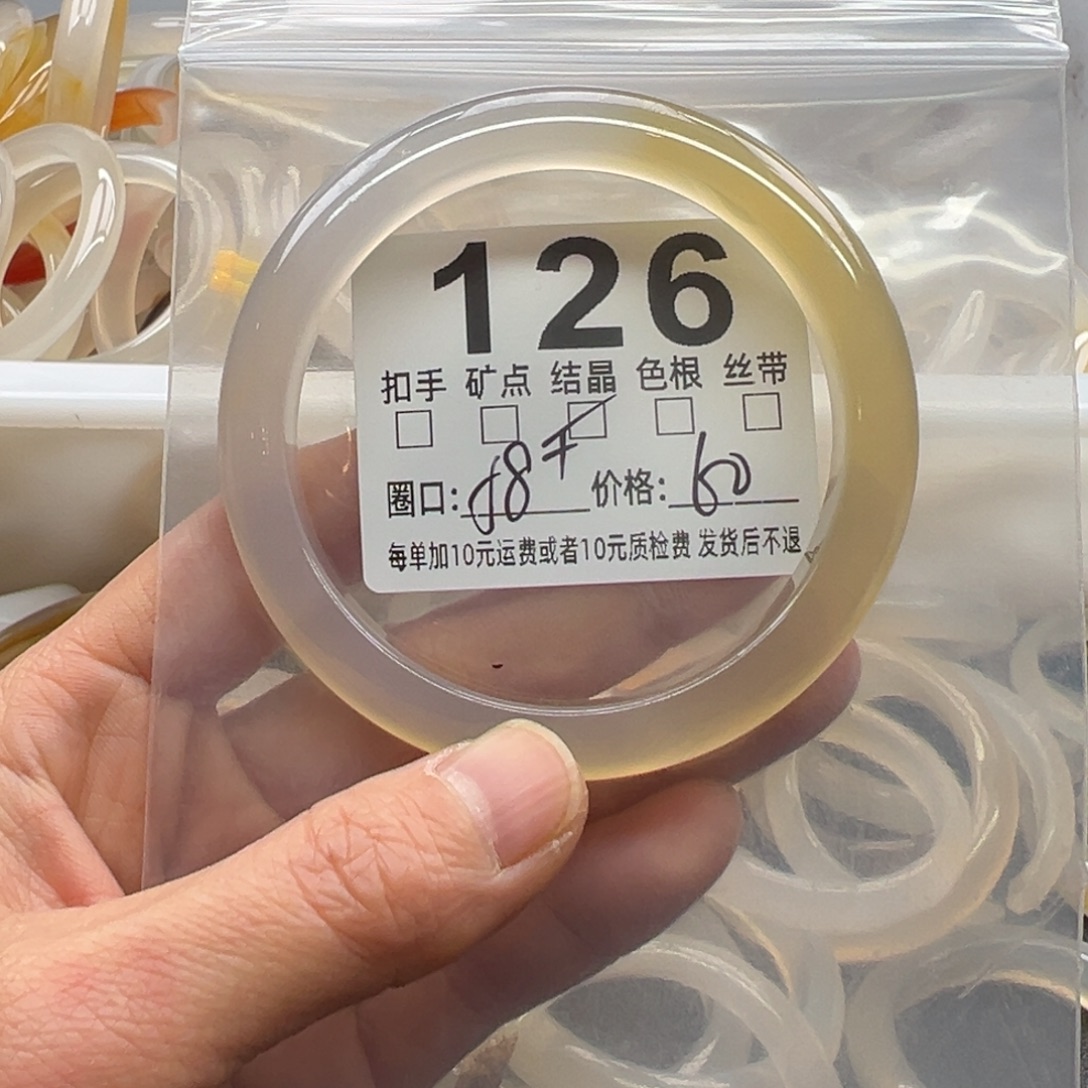 126
扣手 矿点 结晶 色根 丝带
□ □ □ □ □
圈口: 58+ 价格: 60
每单加10元运费或者10元质检费 发货后不退